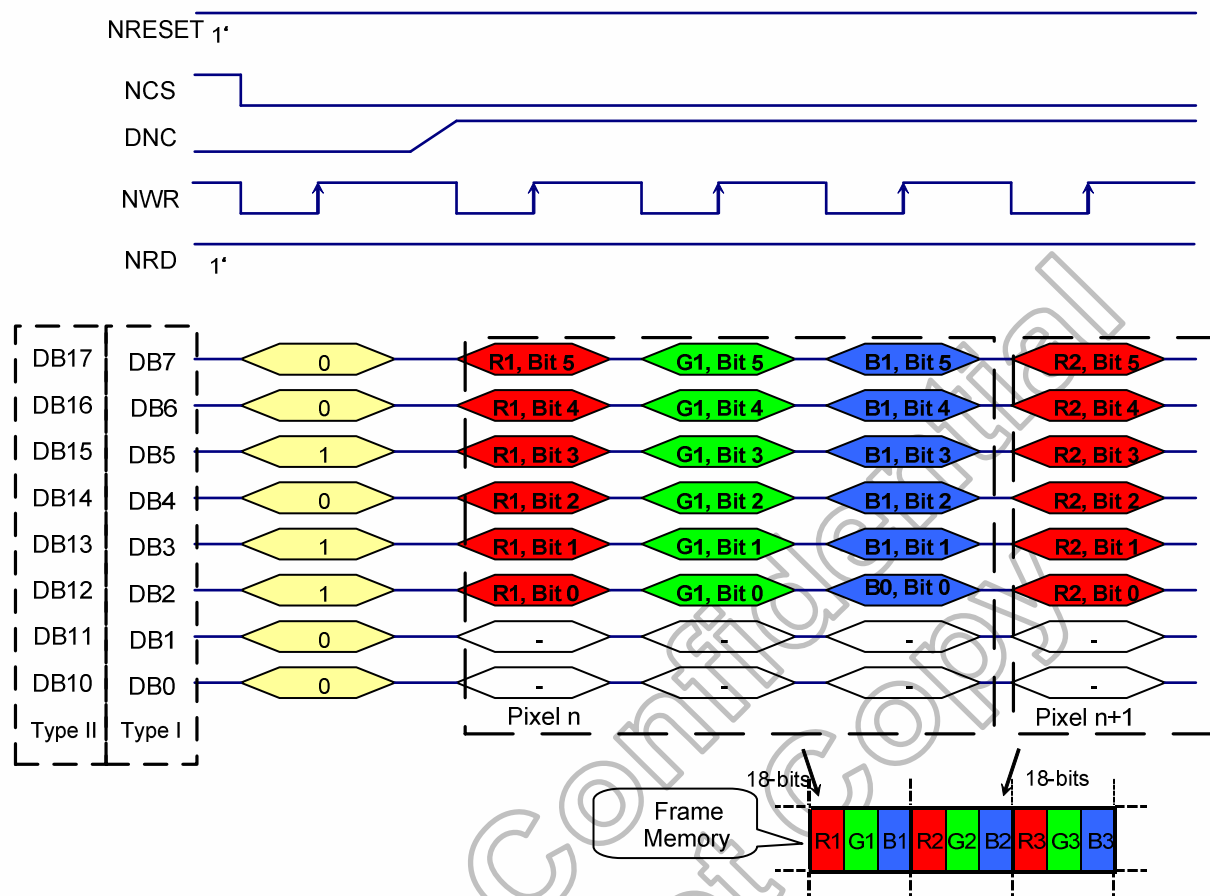 NRESET 1‘
NCS
DNC
NWR
NRD 1‘
DB17 DB7 0 R1, Bit 5 G1, Bit 5 B1, Bit 5 R2, Bit 5
DB16 DB6 0 R1, Bit 4 G1, Bit 4 B1, Bit 4 R2, Bit 4
DB15 DB5 1 R1, Bit 3 G1, Bit 3 B1, Bit 3 R2, Bit 3
DB14 DB4 0 R1, Bit 2 G1, Bit 2 B1, Bit 2 R2, Bit 2
DB13 DB3 1 R1, Bit 1 G1, Bit 1 B1, Bit 1 R2, Bit 1
DB12 DB2 1 R1, Bit 0 G1, Bit 0 B0, Bit 0 R2, Bit 0
DB11 DB1 0 - - - -
DB10 DB0 0 - - - -
Type II Type I Pixel n Pixel n+1
18-bits 18-bits
Frame
Memory
R1 G1 B1 R2 G2 B2 R3 G3 B3
Confidential
Copy